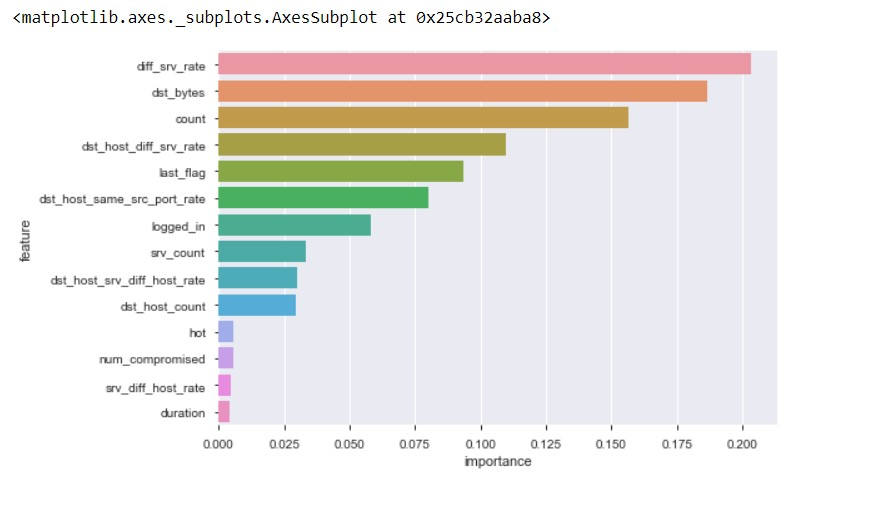 <matplotlib.axes._subplots.AxesSubplot at 0x25cb32aaba8>
diff_srv_rate
dst_bytes
count
dst_host_diff_srv_rate
last_flag
dst_host_same_src_port_rate
logged_in
srv_count
dst_host_srv_diff_host_rate
dst_host_count
hot
num_compromised
srv_diff_host_rate
duration
feature
0.000 0.025 0.050 0.075 0.100 0.125 0.150 0.175 0.200
importance